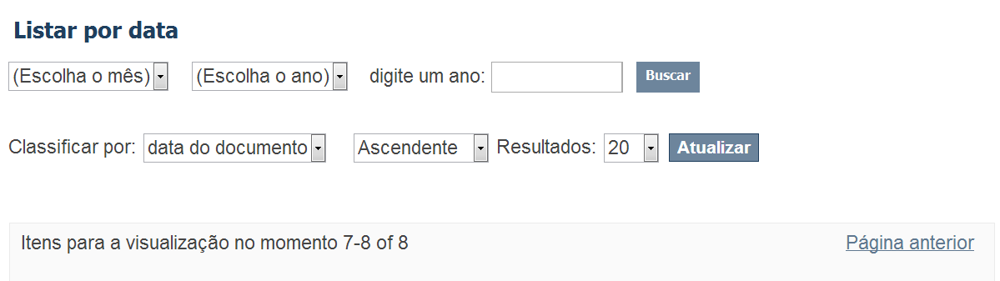 Listar por data
(Escolha o mês) (Escolha o ano) digite um ano: Buscar
Classificar por: data do documento Ascendente Resultados: 20 Atualizar
Itens para a visualização no momento 7-8 of 8 Página anterior